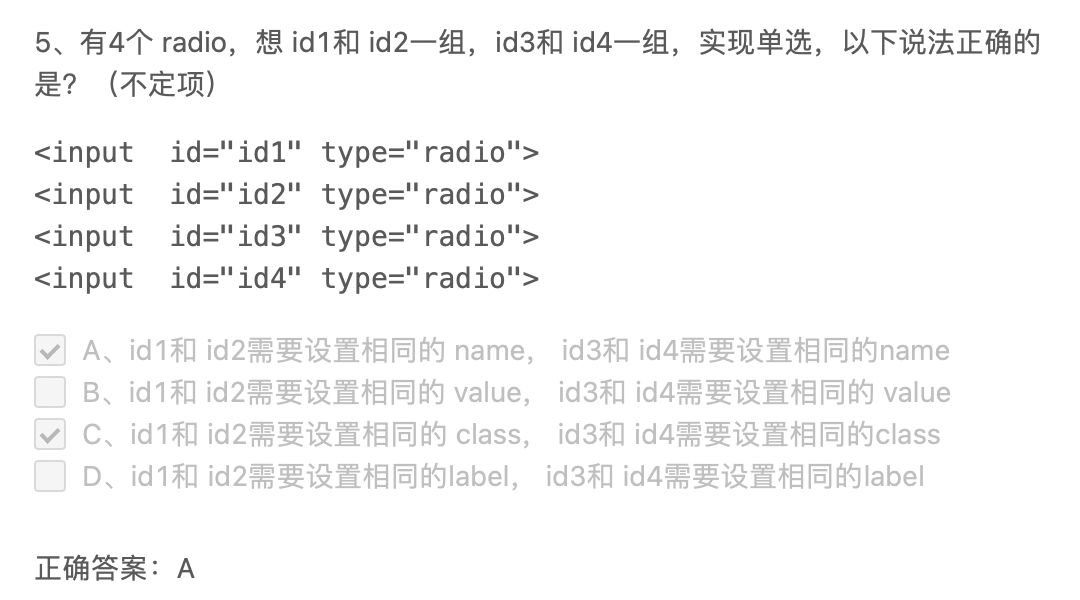 5、有4个 radio，想 id1和 id2一组，id3和 id4一组，实现单选，以下说法正确的
是？（不定项）
<input  id="id1" type="radio">
<input  id="id2" type="radio">
<input  id="id3" type="radio">
<input  id="id4" type="radio">
A、id1和 id2需要设置相同的 name， id3和 id4需要设置相同的name
B、id1和 id2需要设置相同的 value， id3和 id4需要设置相同的 value
C、id1和 id2需要设置相同的 class， id3和 id4需要设置相同的class
D、id1和 id2需要设置相同的label， id3和 id4需要设置相同的label
正确答案：A